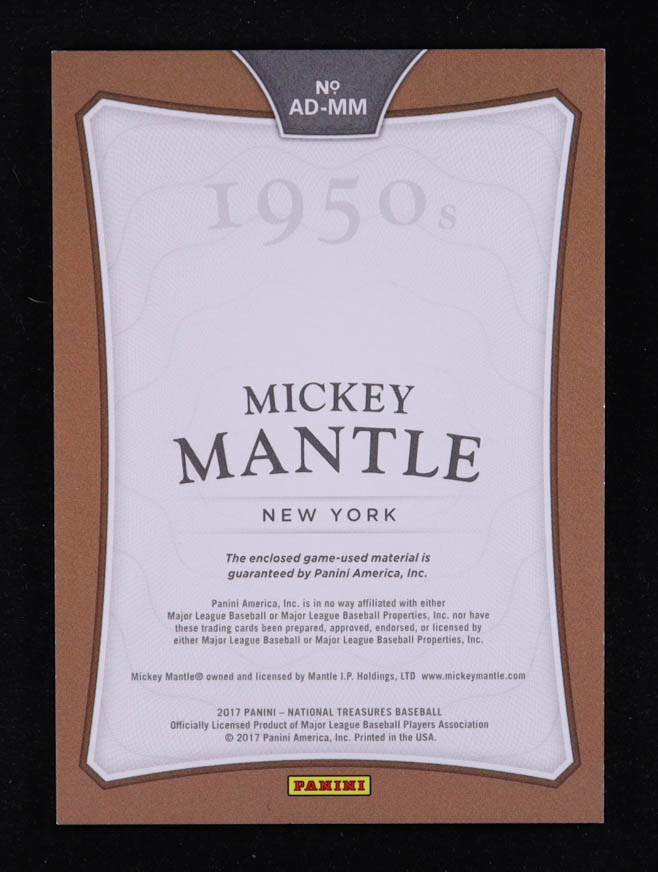 Nº
AD-MM
1950s
MICKEY
MANTLE
NEW YORK
The enclosed game-used material is
guaranteed by Panini America, Inc.
Panini America, Inc. is in no way affiliated with either
Major League Baseball or Major League Baseball Properties, Inc. nor have
these trading cards been prepared, approved, endorsed, or licensed by
either Major League Baseball or Major League Baseball Properties, Inc.
Mickey Mantle® owned and licensed by Mantle I.P. Holdings, LTD www.mickeymantle.com
2017 PANINI – NATIONAL TREASURES BASEBALL
Officially Licensed Product of Major League Baseball Players Association
© 2017 Panini America, Inc. Printed in the USA.
PANINI